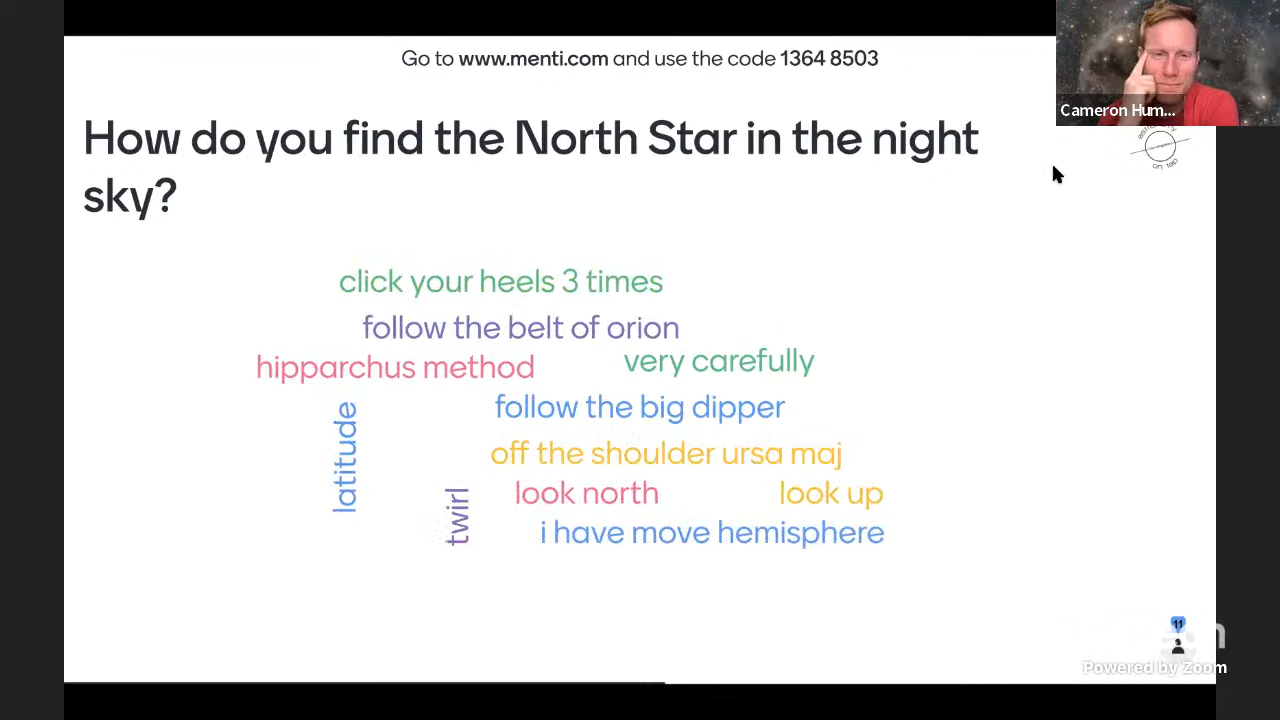 Go to www.menti.com and use the code 1364 8503
Cameron Hum...
How do you find the North Star in the night
sky?
on tap
click your heels 3 times
follow the belt of orion
hipparchus method
very carefully
follow the big dipper
latitude
off the shoulder ursa maj
look north
look up
twirl
i have move hemisphere
11
Powered by Zoom